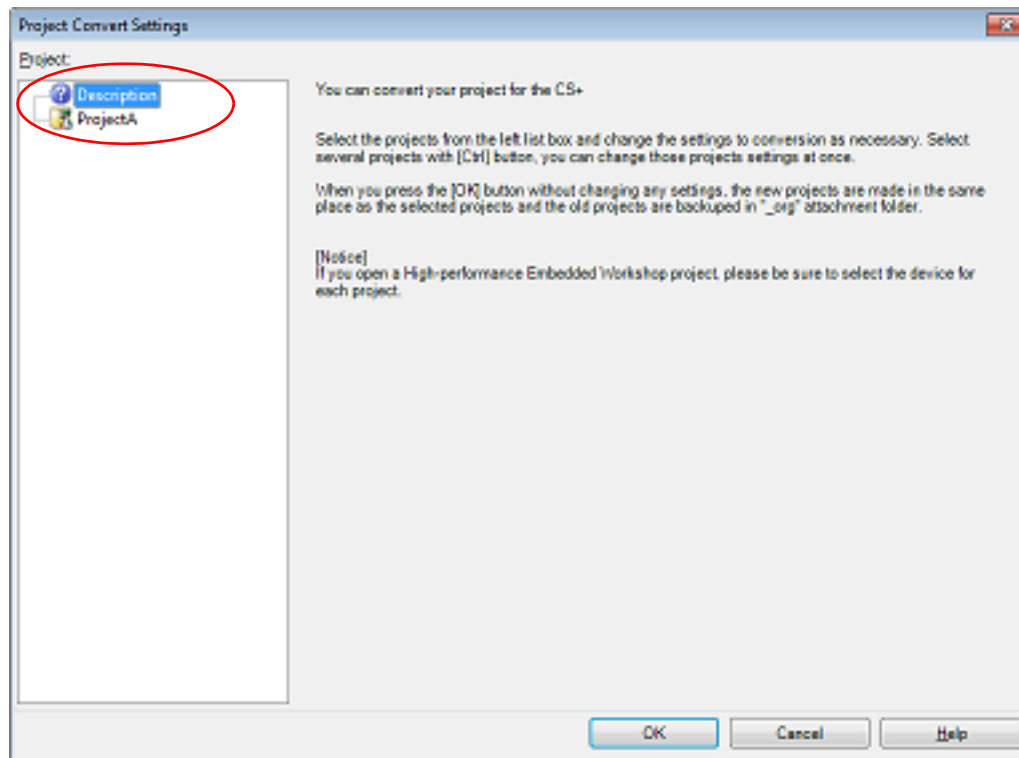 Project Convert Settings
Project:
Description
ProjectA
You can convert your project for the CS+
Select the projects from the left list box and change the settings to conversion as necessary. Select
several projects with [Ctrl] button, you can change those projects settings at once.
When you press the [OK] button without changing any settings, the new projects are made in the same
place as the selected projects and the old projects are backuped in "_org" attachment folder.
[Notice]
If you open a High-performance Embedded Workshop project, please be sure to select the device for
each project.
OK
Cancel
Help